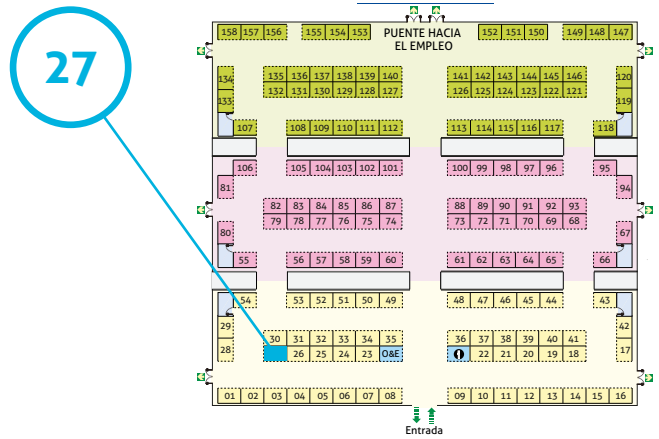 27
158 157 156 155 154 153 PUENTE HACIA 152 151 150 149 148 147
EL EMPLEO
134 135 136 137 138 139 140 141 142 143 144 145 146 120
133 132 131 130 129 128 127 126 125 124 123 122 121 119
107 108 109 110 111 112 113 114 115 116 117 118
106 105 104 103 102 101 100 99 98 97 96 95
81 94
82 83 84 85 86 87 88 89 90 91 92 93
80 79 78 77 76 75 74 73 72 71 70 69 68 67
55 56 57 58 59 60 61 62 63 64 65 66
54 53 52 51 50 49 48 47 46 45 44 43
29 42
30 31 32 33 34 35 36 37 38 39 40 41
28 26 25 24 23 O&E 22 21 20 19 18 17
01 02 03 04 05 06 07 08 09 10 11 12 13 14 15 16
Entrada